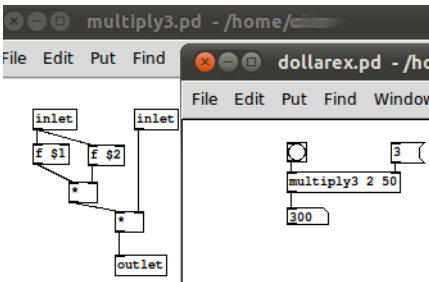 multiply3.pd - /home/
File Edit Put Find
inlet inlet
f $1 f $2
*
*
outlet
dollarex.pd - /ho
File Edit Put Find Window
3
multiply3 2 50
300